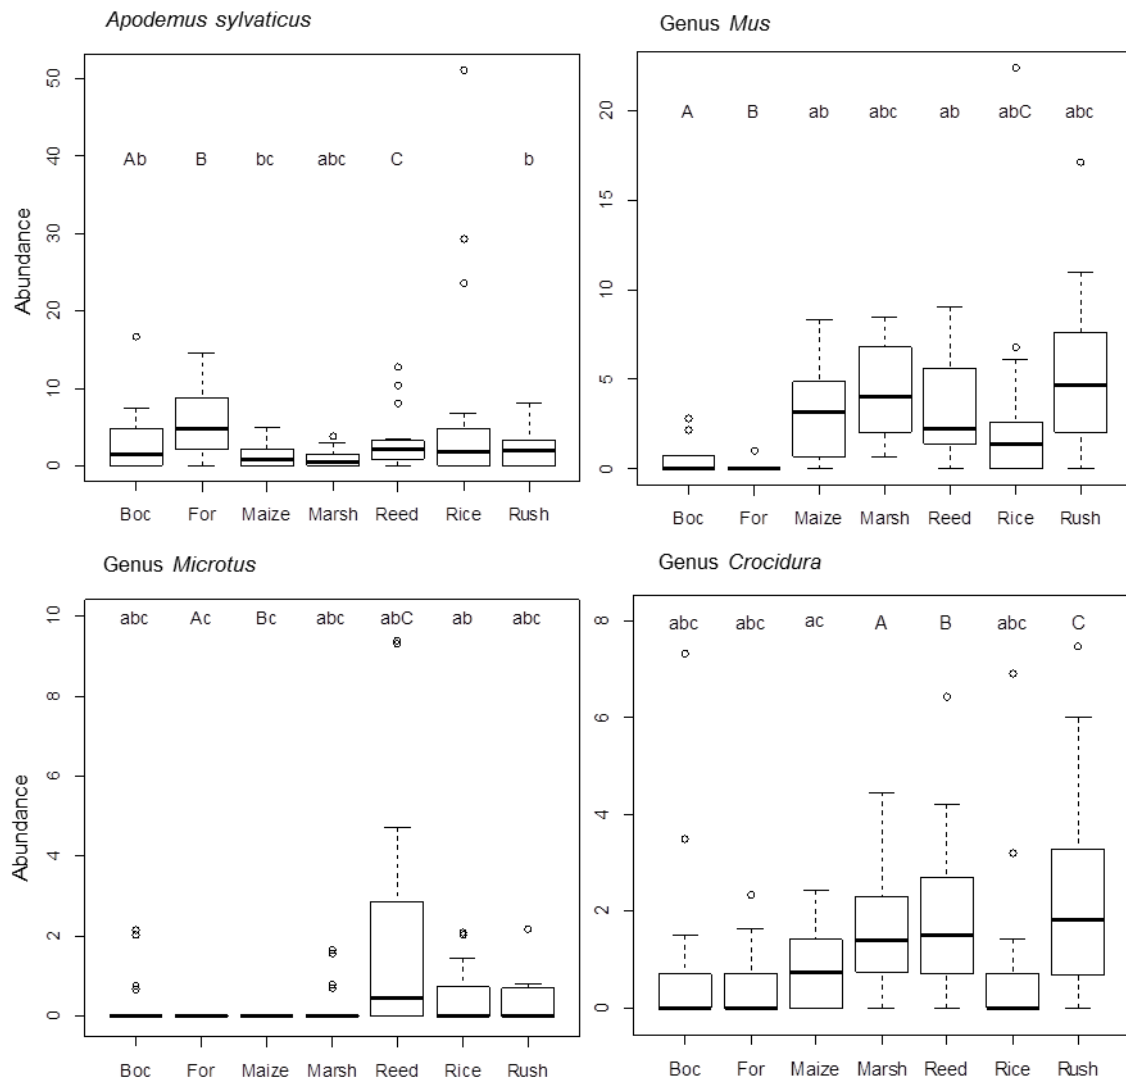 Apodemus sylvaticus
Abundance
50
40
30
20
10
0
Ab B bc abc C b
Boc For Maize Marsh Reed Rice Rush
Genus Mus
20
15
10
5
0
A B ab abc ab abC abc
Boc For Maize Marsh Reed Rice Rush
Genus Microtus
Abundance
10
8
6
4
2
0
abc Ac Bc abc abC ab abc
Boc For Maize Marsh Reed Rice Rush
Genus Crocidura
8
6
4
2
0
abc abc ac A B abc C
Boc For Maize Marsh Reed Rice Rush